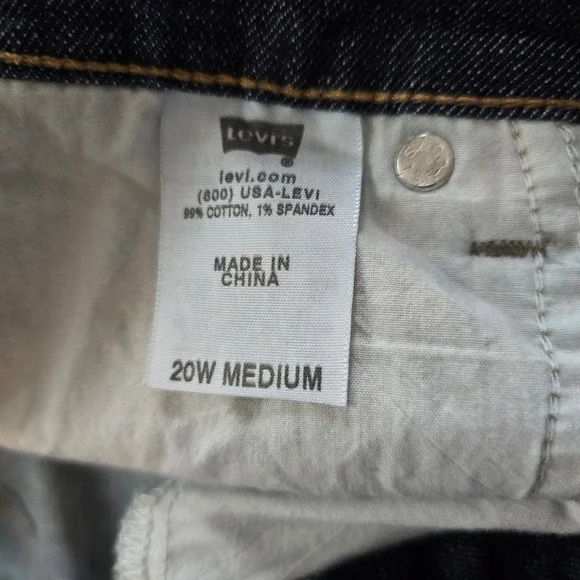 Levi's
®
levi.com
(800) USA-LEVI
99% COTTON, 1% SPANDEX
MADE IN
CHINA
20W MEDIUM